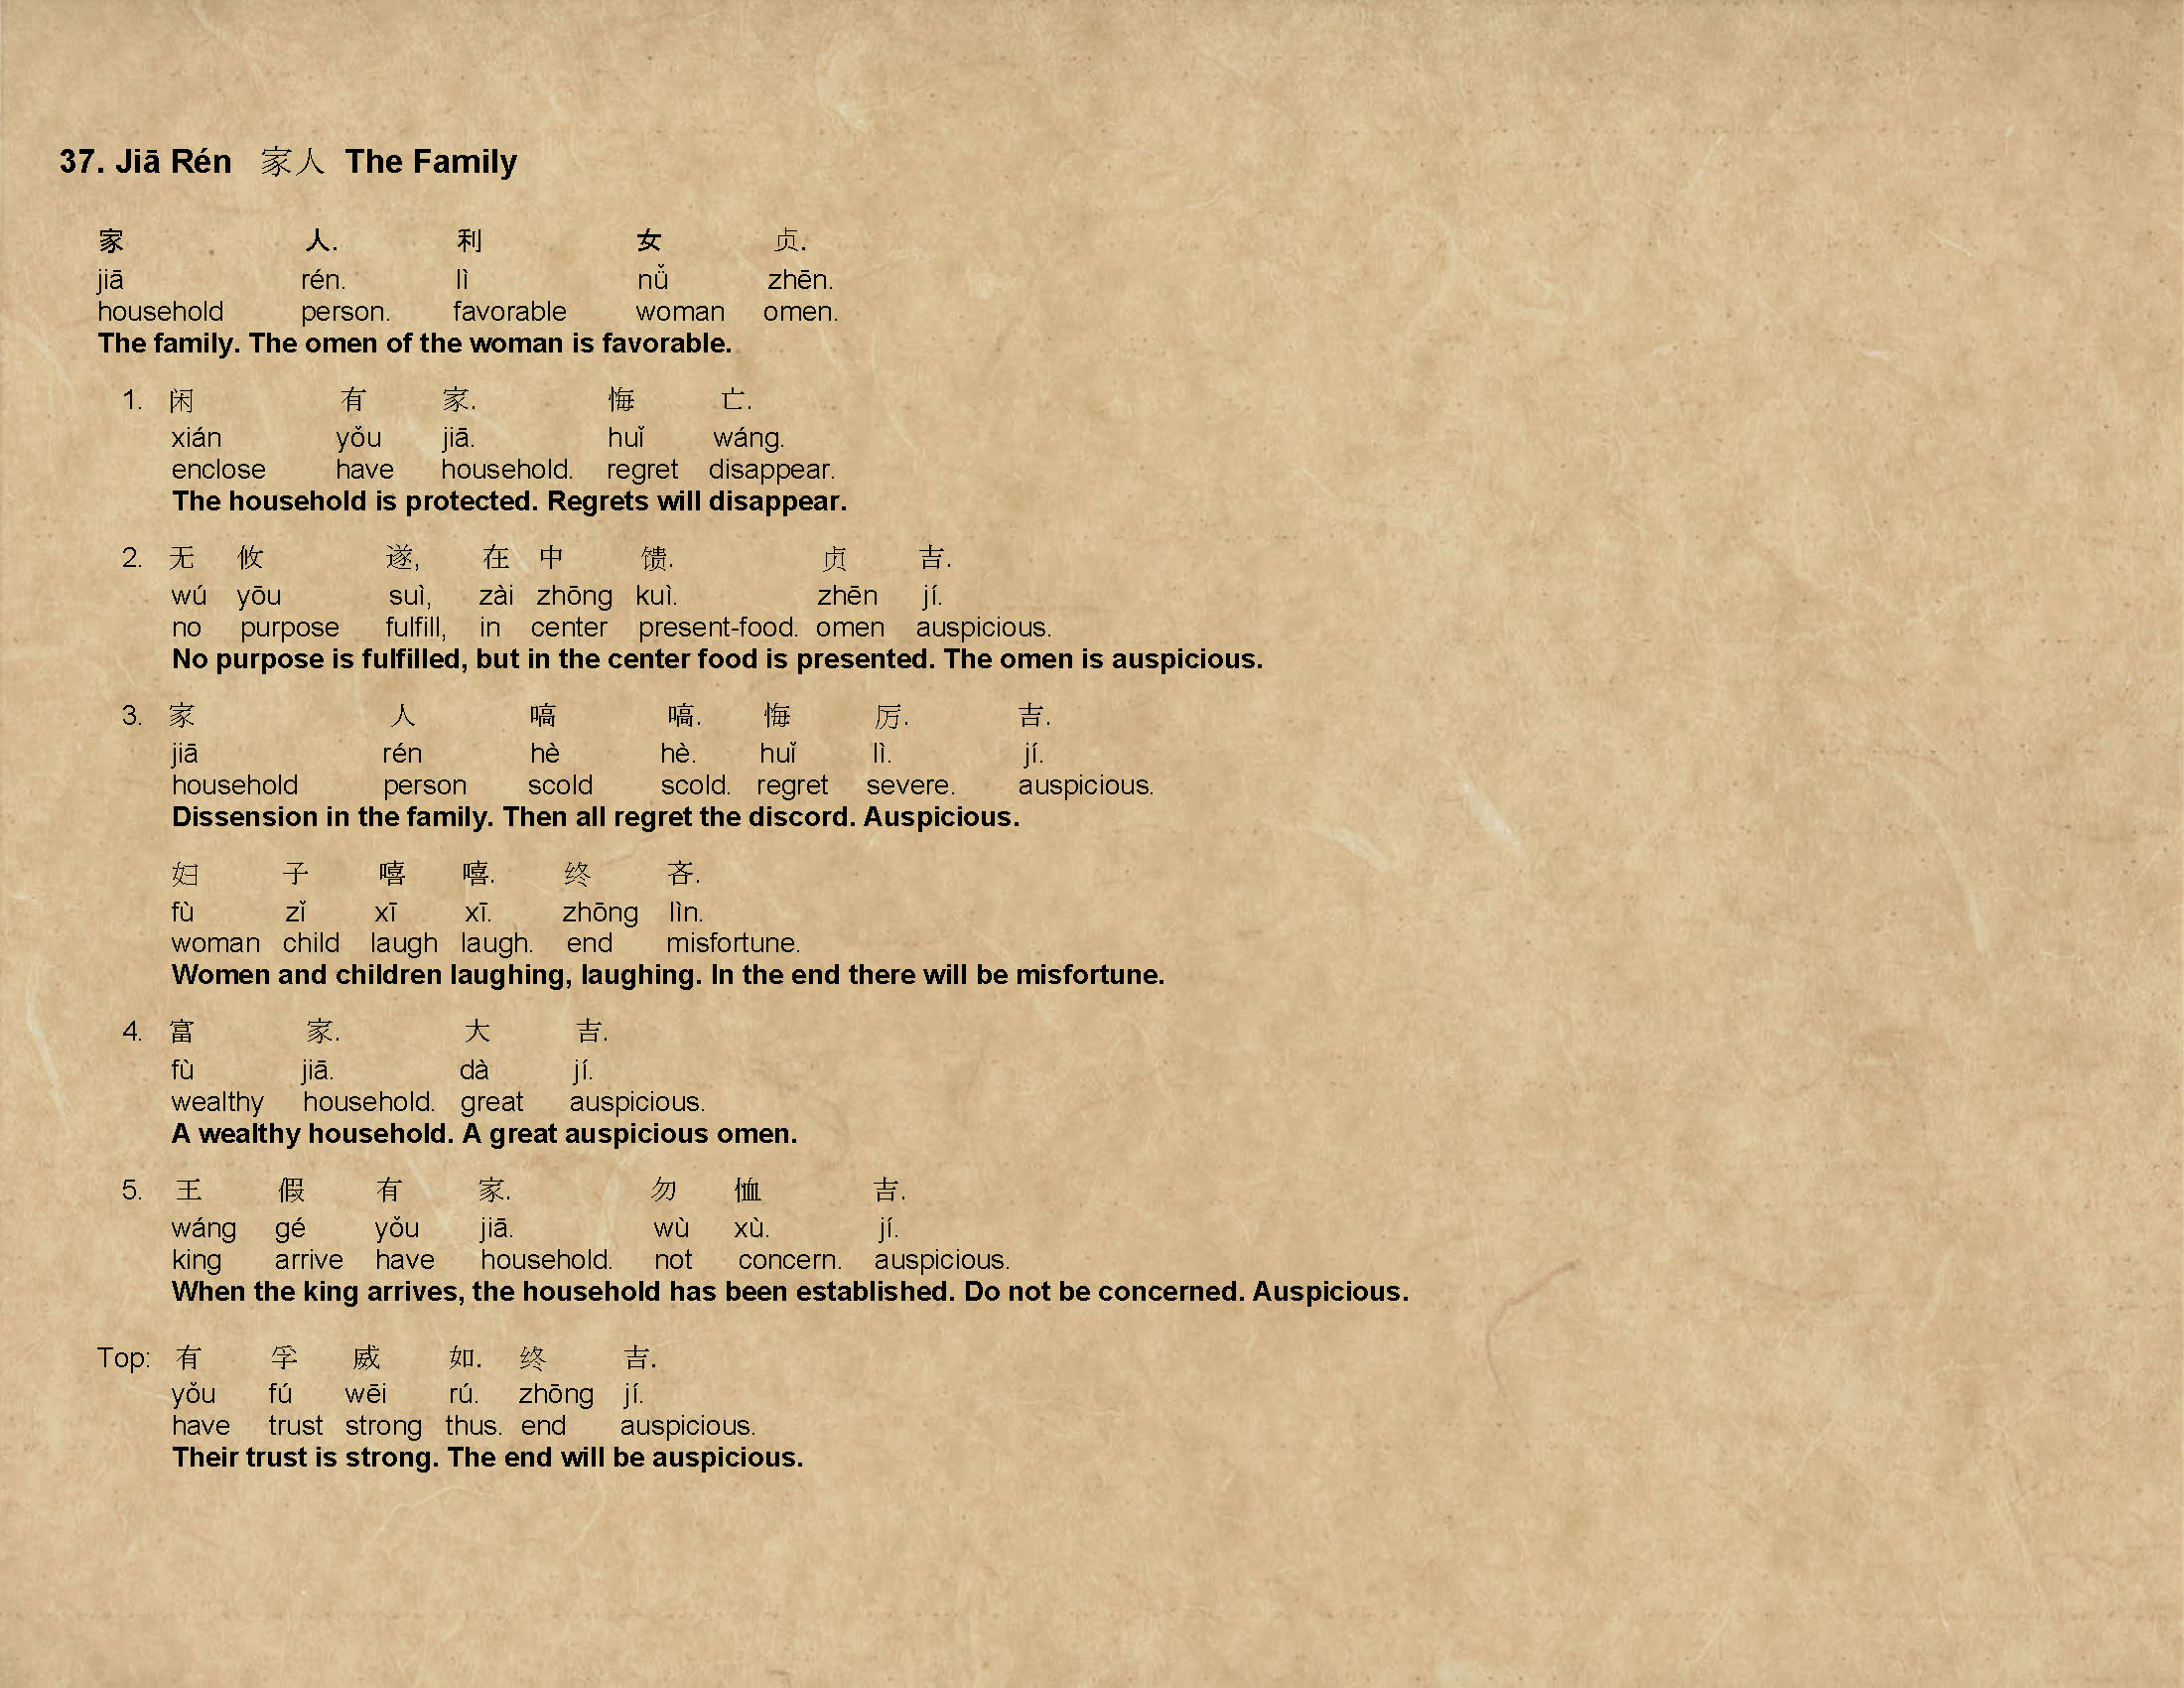 37. Jiā Rén 家人 The Family
家 人. 利 女 贞.
jiā rén. lì nǚ zhēn.
household person. favorable woman omen.
The family. The omen of the woman is favorable.
1. 闲 有 家. 悔 亡.
xián yǒu jiā. huǐ wáng.
enclose have household. regret disappear.
The household is protected. Regrets will disappear.
2. 无 攸 遂, 在 中 馈. 贞 吉.
wú yōu suì, zài zhōng kuì. zhēn jí.
no purpose fulfill, in center present-food. omen auspicious.
No purpose is fulfilled, but in the center food is presented. The omen is auspicious.
3. 家 人 嗃 嗃. 悔 厉. 吉.
jiā rén hè hè. huǐ lì. jí.
household person scold scold. regret severe. auspicious.
Dissension in the family. Then all regret the discord. Auspicious.
妇 子 嘻 嘻. 终 吝.
fù zǐ xī xī. zhōng lìn.
woman child laugh laugh. end misfortune.
Women and children laughing, laughing. In the end there will be misfortune.
4. 富 家. 大 吉.
fù jiā. dà jí.
wealthy household. great auspicious.
A wealthy household. A great auspicious omen.
5. 王 假 有 家. 勿 恤 吉.
wáng gé yǒu jiā. wù xù. jí.
king arrive have household. not concern. auspicious.
When the king arrives, the household has been established. Do not be concerned. Auspicious.
Top: 有 孚 威 如. 终 吉.
yǒu fú wēi rú. zhōng jí.
have trust strong thus. end auspicious.
Their trust is strong. The end will be auspicious.